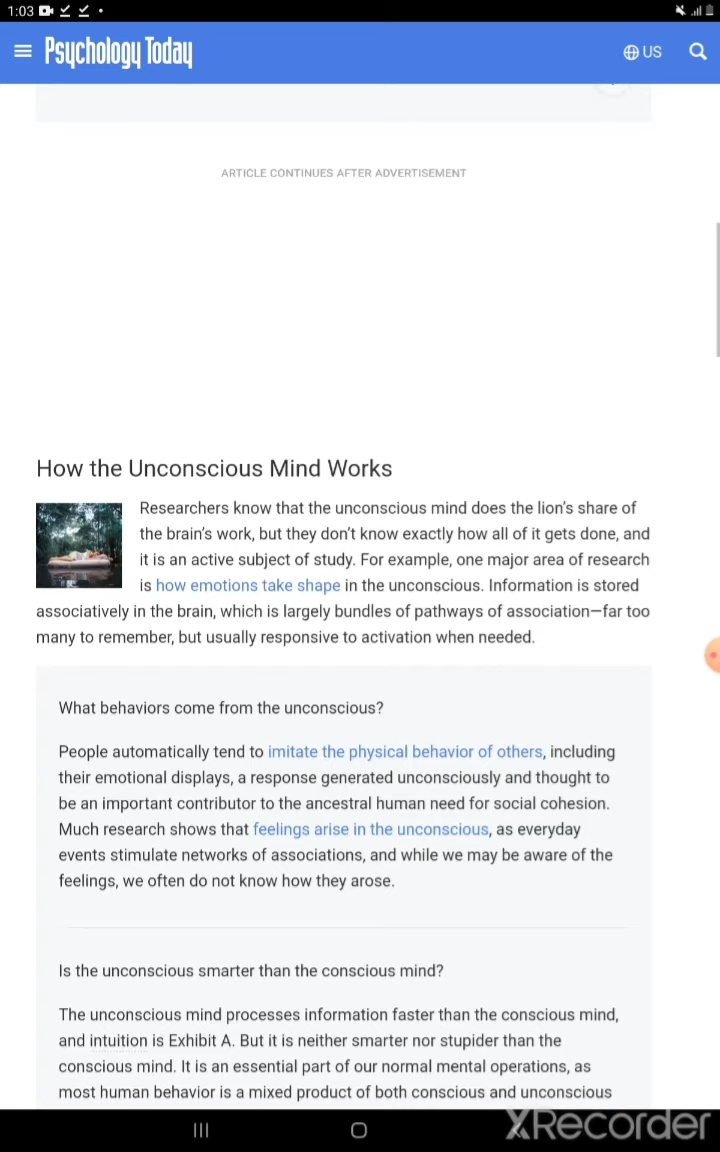 1:03
Psychology Today
US
ARTICLE CONTINUES AFTER ADVERTISEMENT
How the Unconscious Mind Works
Researchers know that the unconscious mind does the lion's share of
the brain's work, but they don't know exactly how all of it gets done, and
it is an active subject of study. For example, one major area of research
is how emotions take shape in the unconscious. Information is stored
associatively in the brain, which is largely bundles of pathways of association—far too
many to remember, but usually responsive to activation when needed.
What behaviors come from the unconscious?
People automatically tend to imitate the physical behavior of others, including
their emotional displays, a response generated unconsciously and thought to
be an important contributor to the ancestral human need for social cohesion.
Much research shows that feelings arise in the unconscious, as everyday
events stimulate networks of associations, and while we may be aware of the
feelings, we often do not know how they arose.
Is the unconscious smarter than the conscious mind?
The unconscious mind processes information faster than the conscious mind,
and intuition is Exhibit A. But it is neither smarter nor stupider than the
conscious mind. It is an essential part of our normal mental operations, as
most human behavior is a mixed product of both conscious and unconscious
XRecorder